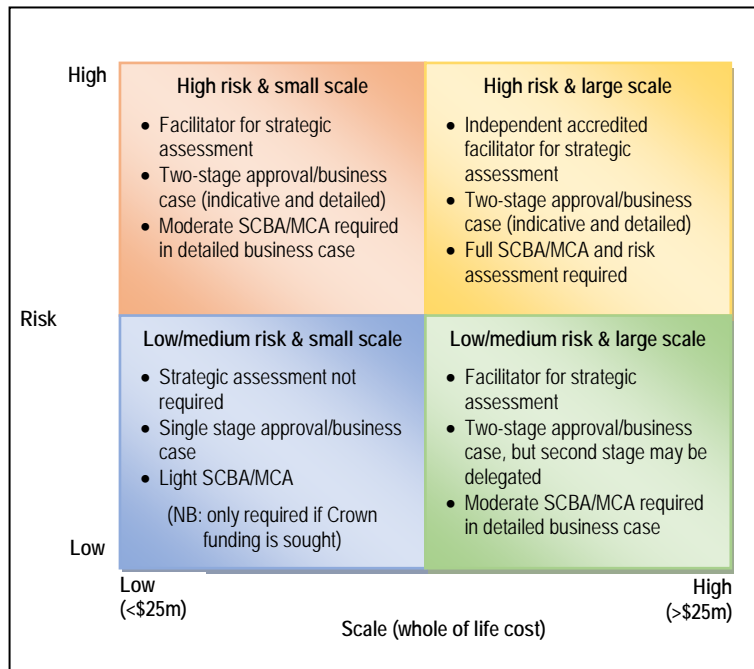 High
High risk & small scale
• Facilitator for strategic
assessment
• Two-stage approval/business
case (indicative and detailed)
• Moderate SCBA/MCA required
in detailed business case
High risk & large scale
• Independent accredited
facilitator for strategic
assessment
• Two-stage approval/business
case (indicative and detailed)
• Full SCBA/MCA and risk
assessment required
Risk
Low/medium risk & small scale
• Strategic assessment not
required
• Single stage approval/business
case
• Light SCBA/MCA
(NB: only required if Crown
funding is sought)
Low/medium risk & large scale
• Facilitator for strategic
assessment
• Two-stage approval/business
case, but second stage may be
delegated
• Moderate SCBA/MCA required
in detailed business case
Low
Low
(<$25m)
High
(>$25m)
Scale (whole of life cost)